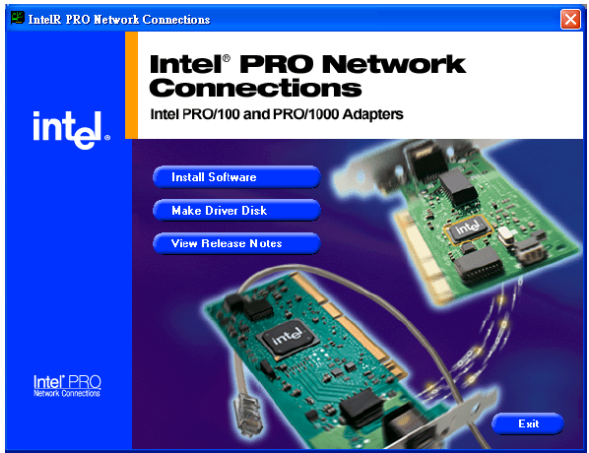 IntelR PRO Network Connections
Intel® PRO Network
Connections
Intel PRO/100 and PRO/1000 Adapters
intel.
Install Software
Make Driver Disk
View Release Notes
intel
intel
Intel® PRO
Network Connections
Exit